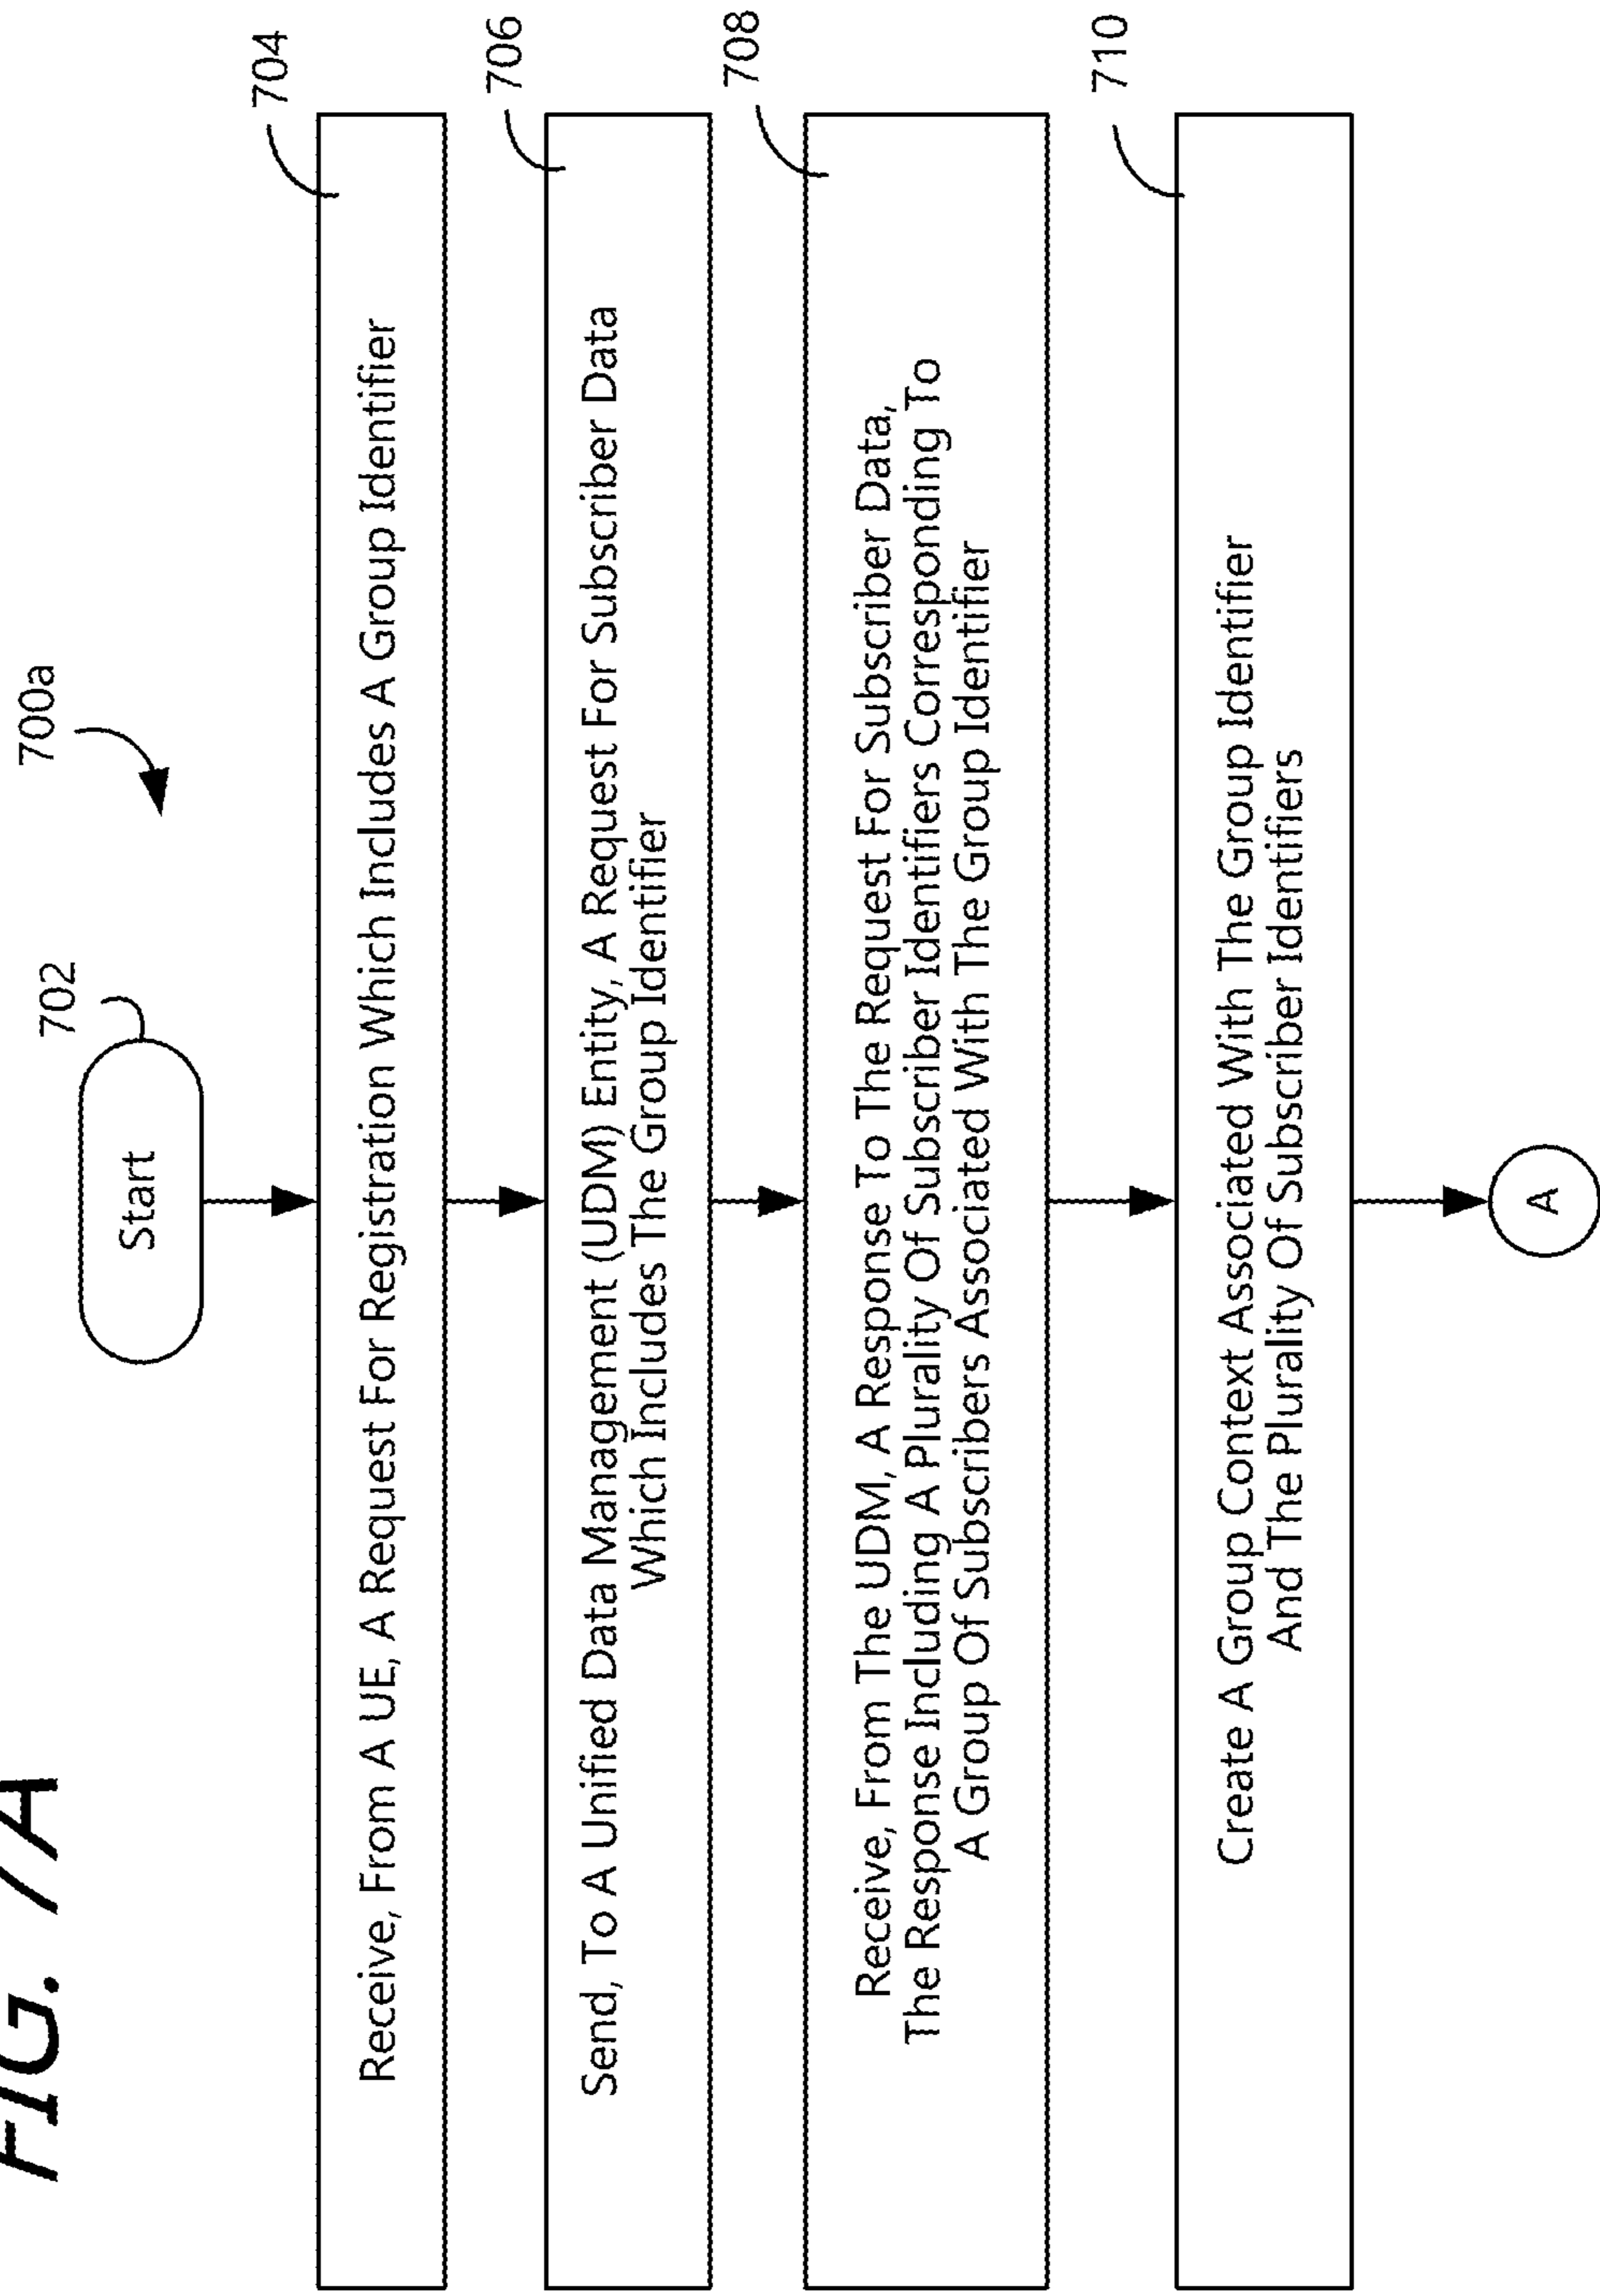 FIG. 7A
700a
702
Start
704
Receive, From A UE, A Request For Registration Which Includes A Group Identifier
706
Send, To A Unified Data Management (UDM) Entity, A Request For Subscriber Data
Which Includes The Group Identifier
708
Receive, From The UDM, A Response To The Request For Subscriber Data,
The Response Including A Plurality Of Subscriber Identifiers Corresponding To
A Group Of Subscribers Associated With The Group Identifier
710
Create A Group Context Associated With The Group Identifier
And The Plurality Of Subscriber Identifiers
A